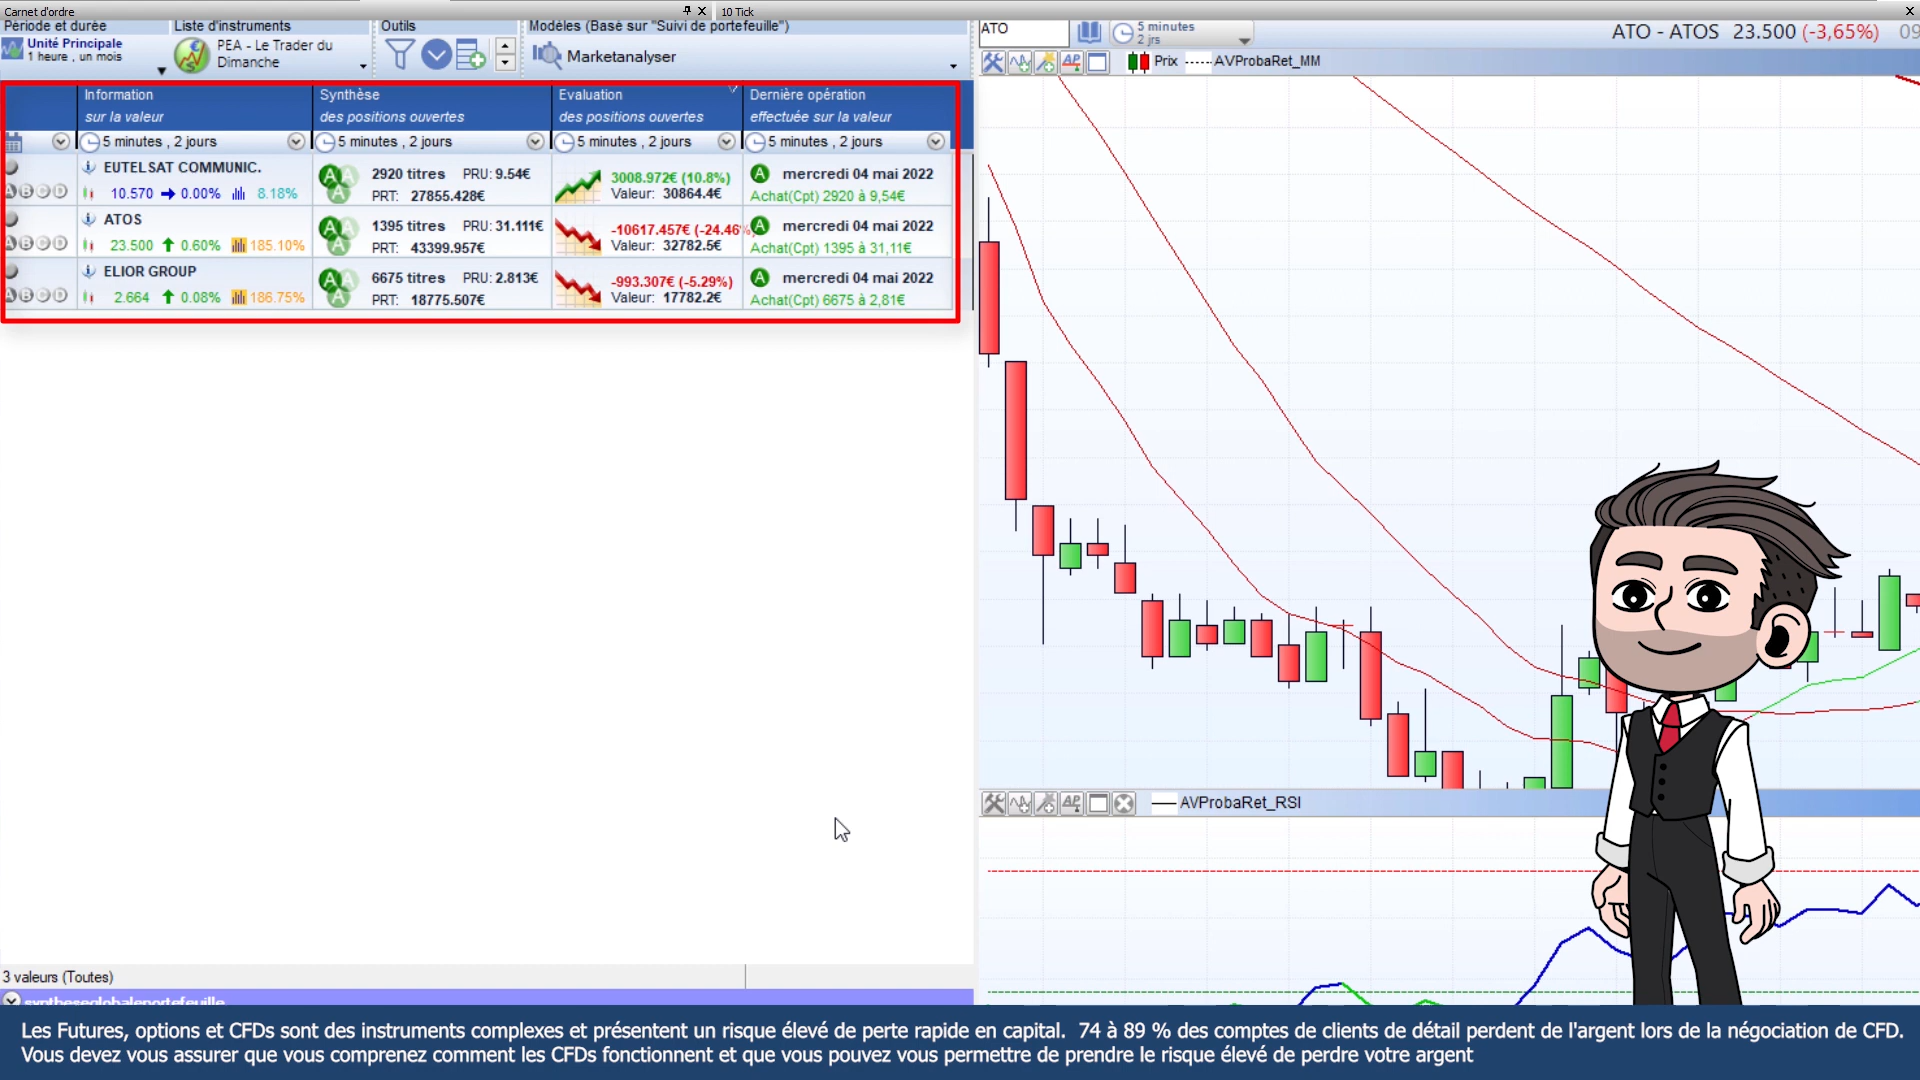 Carnet d'ordre
10 Tick
Période et durée
Liste d'instruments
Outils
Modèles (Basé sur "Suivi de portefeuille")
Unité Principale
1 heure , un mois
PEA - Le Trader du
Dimanche
Marketanalyser
ATO
5 minutes
2 jrs
ATO - ATOS 23.500 (-3,65%) 09
Prix
AVProbaRet_MM
Information
sur la valeur
Synthèse
des positions ouvertes
Evaluation
des positions ouvertes
Dernière opération
effectuée sur la valeur
5 minutes , 2 jours
5 minutes , 2 jours
5 minutes , 2 jours
5 minutes , 2 jours
EUTELSAT COMMUNIC.
A B C D
10.570 0.00% 8.18%
A A A
2920 titres PRU: 9.54€
PRT: 27855.428€
3008.972€ (10.8%)
Valeur: 30864.4€
A mercredi 04 mai 2022
Achat(Cpt) 2920 à 9,54€
ATOS
A B C D
23.500 0.60% 185.10%
A A A
1395 titres PRU: 31.111€
PRT: 43399.957€
-10617.457€ (-24.46%)
Valeur: 32782.5€
A mercredi 04 mai 2022
Achat(Cpt) 1395 à 31,11€
ELIOR GROUP
A B C D
2.664 0.08% 186.75%
A A A
6675 titres PRU: 2.813€
PRT: 18775.507€
-993.307€ (-5.29%)
Valeur: 17782.2€
A mercredi 04 mai 2022
Achat(Cpt) 6675 à 2,81€
AVProbaRet_RSI
3 valeurs (Toutes)
syntheseglobaleportefeuille
Les Futures, options et CFDs sont des instruments complexes et présentent un risque élevé de perte rapide en capital. 74 à 89 % des comptes de clients de détail perdent de l'argent lors de la négociation de CFD.
Vous devez vous assurer que vous comprenez comment les CFDs fonctionnent et que vous pouvez vous permettre de prendre le risque élevé de perdre votre argent